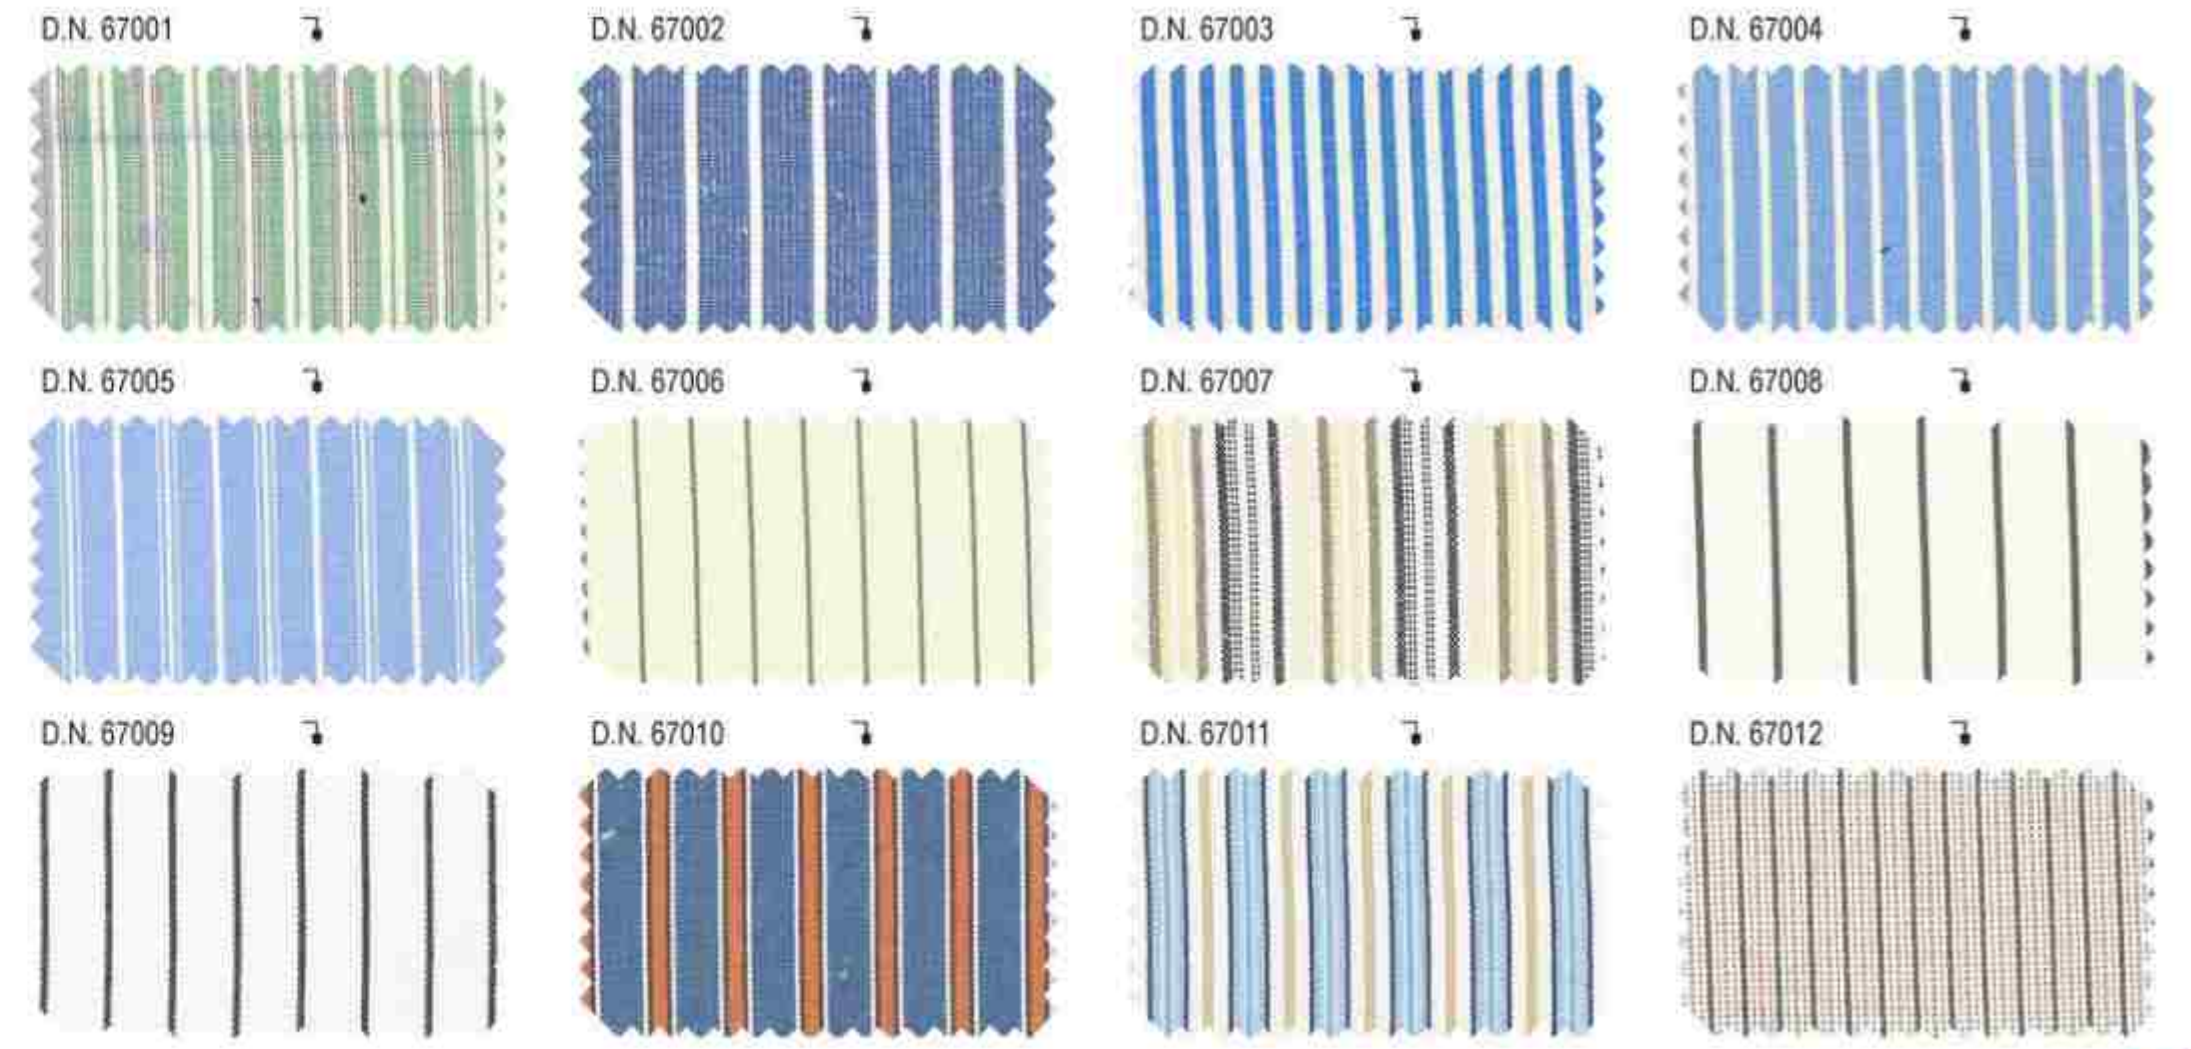 D.N. 67001
D.N. 67002
D.N. 67003
D.N. 67004
D.N. 67005
D.N. 67006
D.N. 67007
D.N. 67008
D.N. 67009
D.N. 67010
D.N. 67011
D.N. 67012